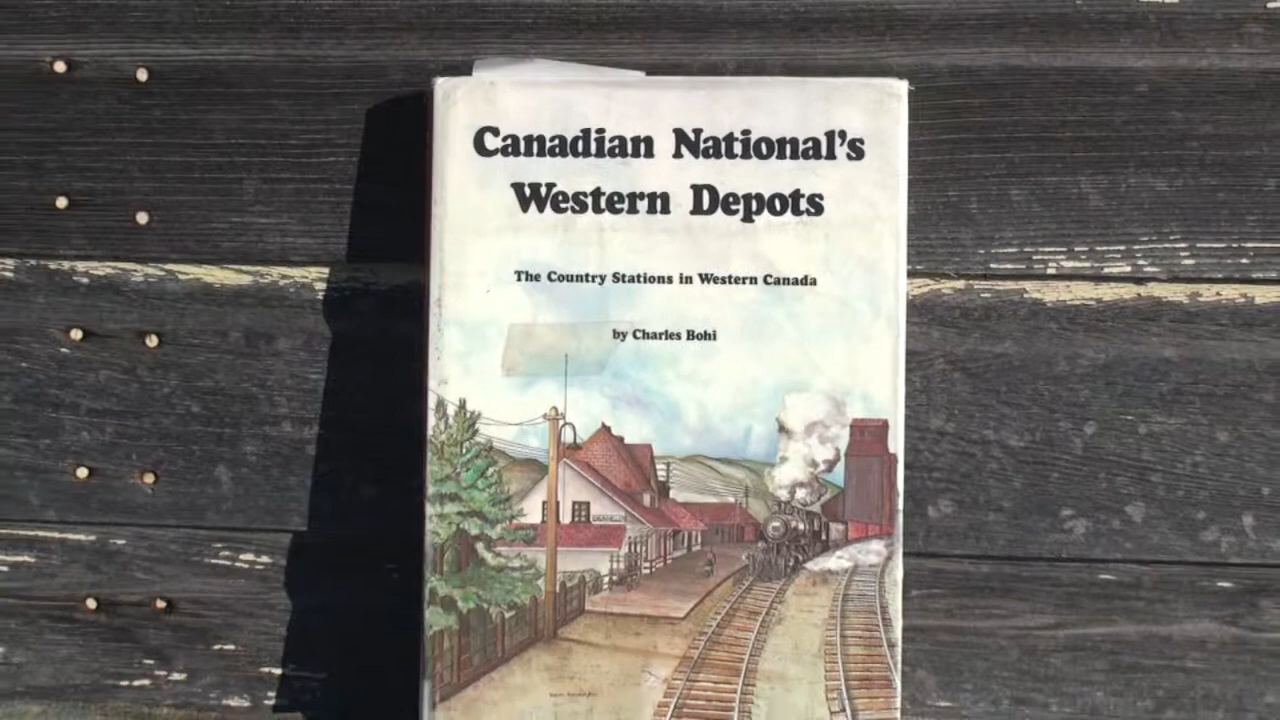 Canadian National's
Western Depots
The Country Stations in Western Canada
by Charles Bohi